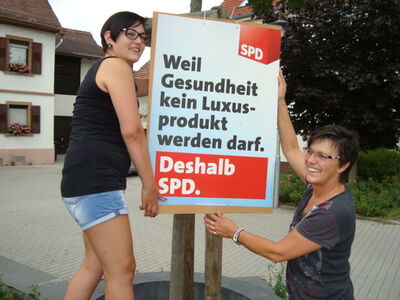 SPD
Weil
Gesundheit
kein Luxus-
produkt
werden darf.
Deshalb
SPD.